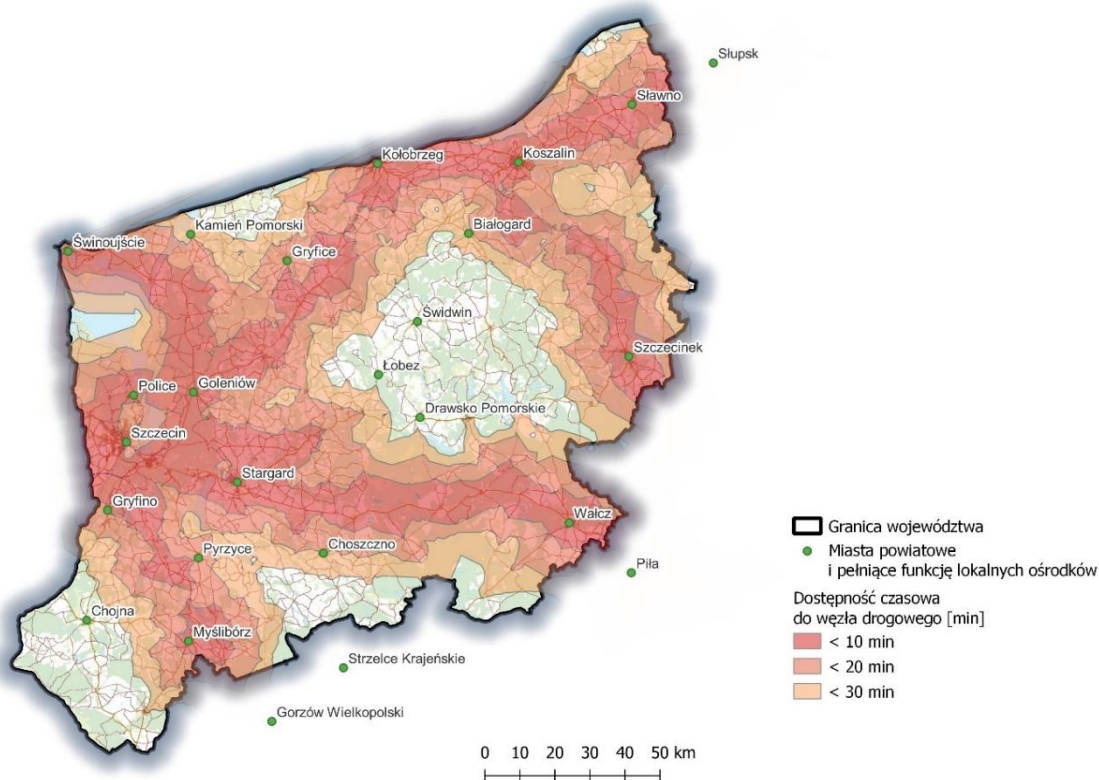 Słupsk
Sławno
Kołobrzeg
Koszalin
Kamień Pomorski
Białogard
Świnoujście
Gryfice
Świdwin
Szczecinek
Łobez
Police
Goleniów
Drawsko Pomorskie
Szczecin
Stargard
Gryfino
Wałcz
Pyrzyce
Choszczno
Piła
Chojna
Myślibórz
Strzelce Krajeńskie
Gorzów Wielkopolski
Granica województwa
Miasta powiatowe
i pełniące funkcję lokalnych ośrodków
Dostępność czasowa
do węzła drogowego [min]
< 10 min
< 20 min
< 30 min
0 10 20 30 40 50 km